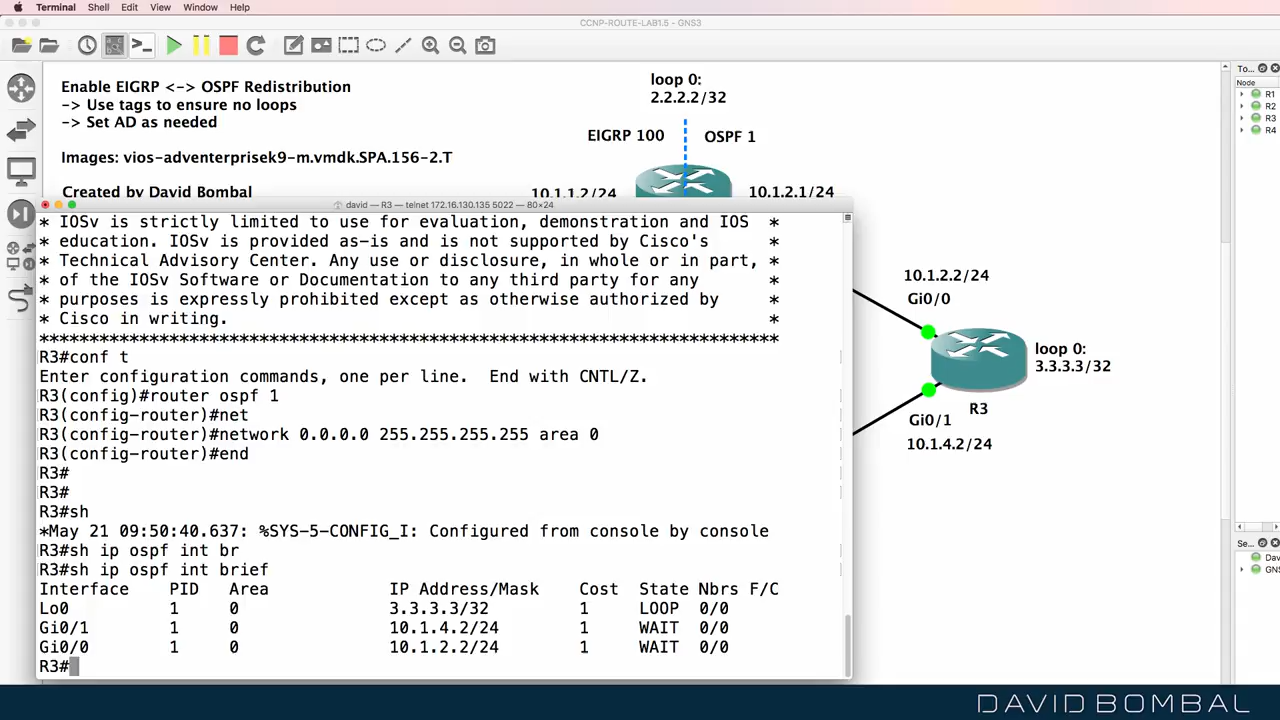 Terminal Shell Edit View Window Help
CCNP-ROUTE-LAB1.5 - GNS3
Enable EIGRP <-> OSPF Redistribution
-> Use tags to ensure no loops
-> Set AD as needed
Images: vios-adventerprisek9-m.vmdk.SPA.156-2.T
Created by David Bombal
loop 0:
2.2.2.2/32
EIGRP 100
OSPF 1
10.1.1.2/24
10.1.2.1/24
To...
Node
R1
R2
R3
R4
david — R3 — telnet 172.16.130.135 5022 — 80×24
* IOSv is strictly limited to use for evaluation, demonstration and IOS *
* education. IOSv is provided as-is and is not supported by Cisco's *
* Technical Advisory Center. Any use or disclosure, in whole or in part, *
* of the IOSv Software or Documentation to any third party for any *
* purposes is expressly prohibited except as otherwise authorized by *
* Cisco in writing. *
**************************************************************************
R3#conf t
Enter configuration commands, one per line. End with CNTL/Z.
R3(config)#router ospf 1
R3(config-router)#net
R3(config-router)#network 0.0.0.0 255.255.255.255 area 0
R3(config-router)#end
R3#
R3#
R3#sh
*May 21 09:50:40.637: %SYS-5-CONFIG_I: Configured from console by console
R3#sh ip ospf int br
R3#sh ip ospf int brief
Interface PID Area IP Address/Mask Cost State Nbrs F/C
Lo0 1 0 3.3.3.3/32 1 LOOP 0/0
Gi0/1 1 0 10.1.4.2/24 1 WAIT 0/0
Gi0/0 1 0 10.1.2.2/24 1 WAIT 0/0
R3#
10.1.2.2/24
Gi0/0
loop 0:
3.3.3.3/32
R3
Gi0/1
10.1.4.2/24
Se...
Dav
GNS
DAVID BOMBAL